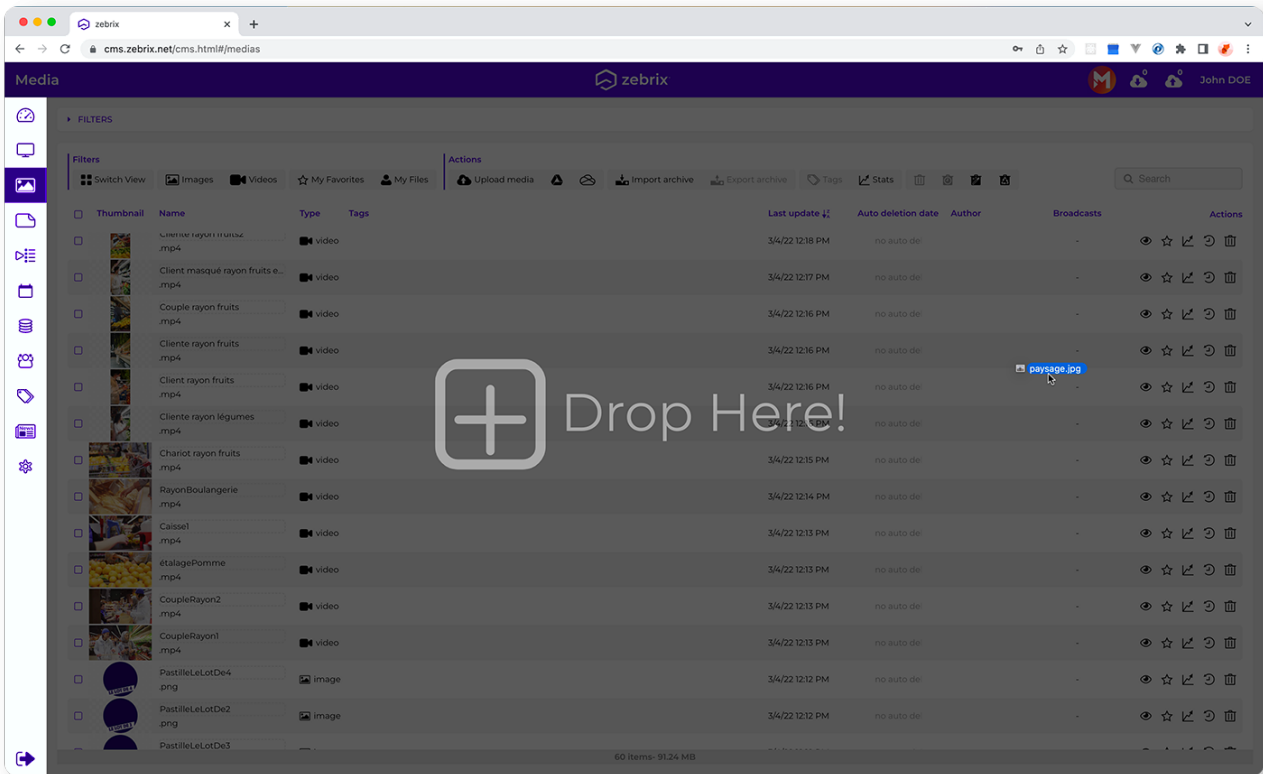 zebrix
cms.zebrix.net/cms.html#/medias
Media
zebrix
0
0
John DOE
FILTERS
Filters
Actions
Switch View Images Videos My Favorites My Files Upload media Import archive Export archive Tags Stats Search
Thumbnail Name Type Tags Last update Auto deletion date Author Broadcasts Actions
Cliente rayon fruits2
.mp4
video 3/4/22 12:18 PM no auto de -
Client masqué rayon fruits e...
.mp4
video 3/4/22 12:17 PM no auto de -
Couple rayon fruits
.mp4
video 3/4/22 12:16 PM no auto de -
Cliente rayon fruits
.mp4
video 3/4/22 12:16 PM no auto de -
paysage.jpg
Client rayon fruits
.mp4
video 3/4/22 12:16 PM no auto de -
Drop Here!
Cliente rayon légumes
.mp4
video no auto de -
Chariot rayon fruits
.mp4
video 3/4/22 12:15 PM no auto de -
RayonBoulangerie
.mp4
video 3/4/22 12:14 PM no auto de -
Caisse1
.mp4
video 3/4/22 12:13 PM no auto de -
étalagePomme
.mp4
video 3/4/22 12:13 PM no auto de -
CoupleRayon2
.mp4
video 3/4/22 12:13 PM no auto de -
CoupleRayon1
.mp4
video 3/4/22 12:13 PM no auto de -
PastilleLeLotDe4
.png
image 3/4/22 12:12 PM no auto de -
PastilleLeLotDe2
.png
image 3/4/22 12:12 PM no auto de -
PastilleLeLotDe3
60 items- 91.24 MB